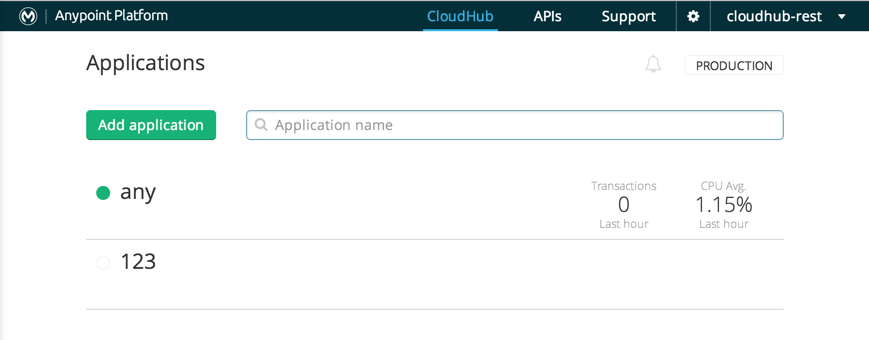 Anypoint Platform
CloudHub
APIs
Support
cloudhub-rest
Applications
PRODUCTION
Add application
Application name
any
Transactions
0
Last hour
CPU Avg.
1.15%
Last hour
123